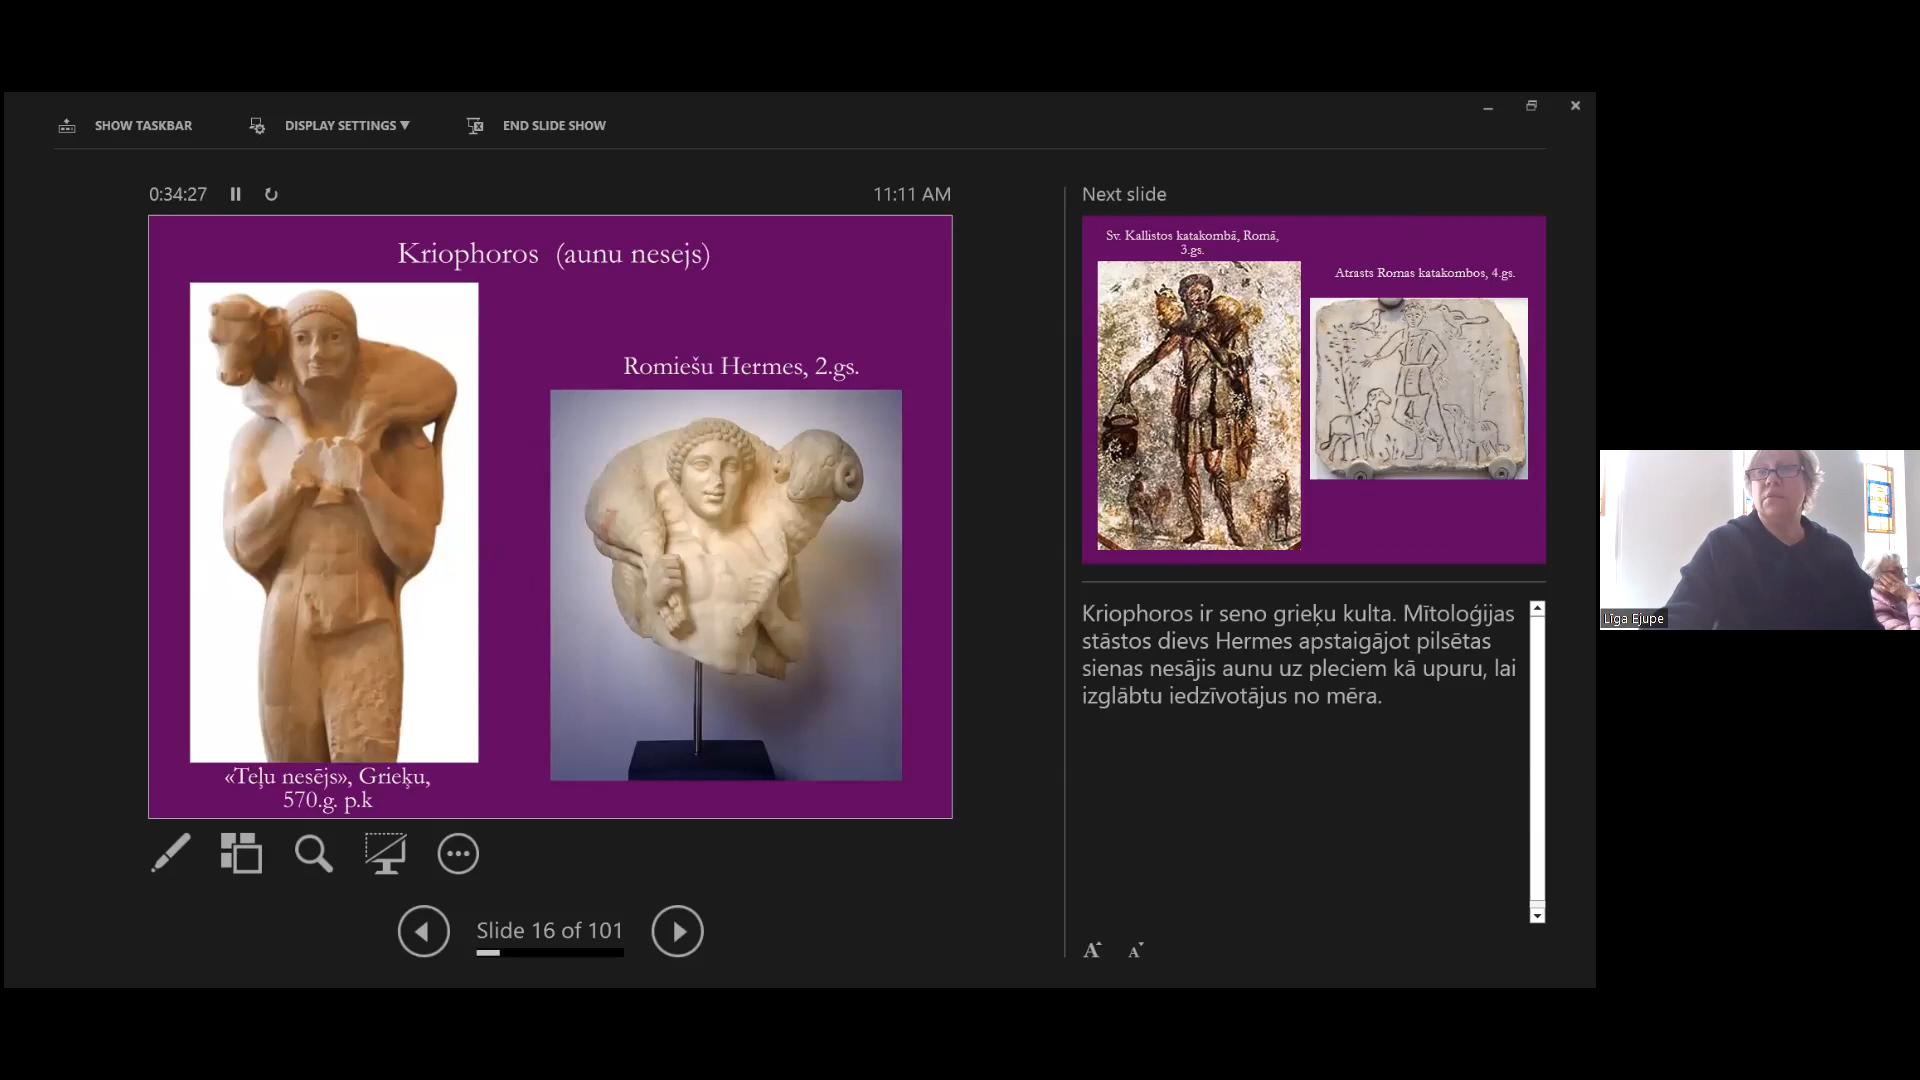 SHOW TASKBAR
DISPLAY SETTINGS ▼
END SLIDE SHOW
0:34:27
11:11 AM
Kriophoros (aunu nesejs)
Romiešu Hermes, 2.gs.
«Teļu nesējs», Grieķu,
570.g. p.k
Slide 16 of 101
Next slide
Sv. Kallistos katakombā, Romā,
3.gs.
Atrasts Romas katakombos, 4.gs.
Kriophoros ir seno grieķu kulta. Mītoloģijas
stāstos dievs Hermes apstaigājot pilsētas
sienas nesājis aunu uz pleciem kā upuru, lai
izglābtu iedzīvotājus no mēra.
A A
Līga Ejupe